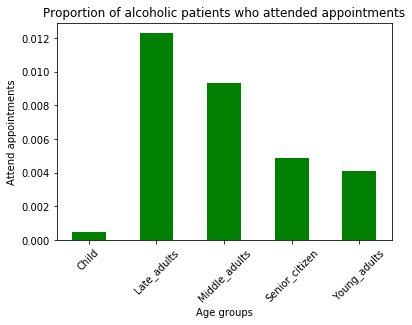 Proportion of alcoholic patients who attended appointments
Attend appointments
0.012
0.010
0.008
0.006
0.004
0.002
0.000
Child
Late_adults
Middle_adults
Senior_citizen
Young_adults
Age groups